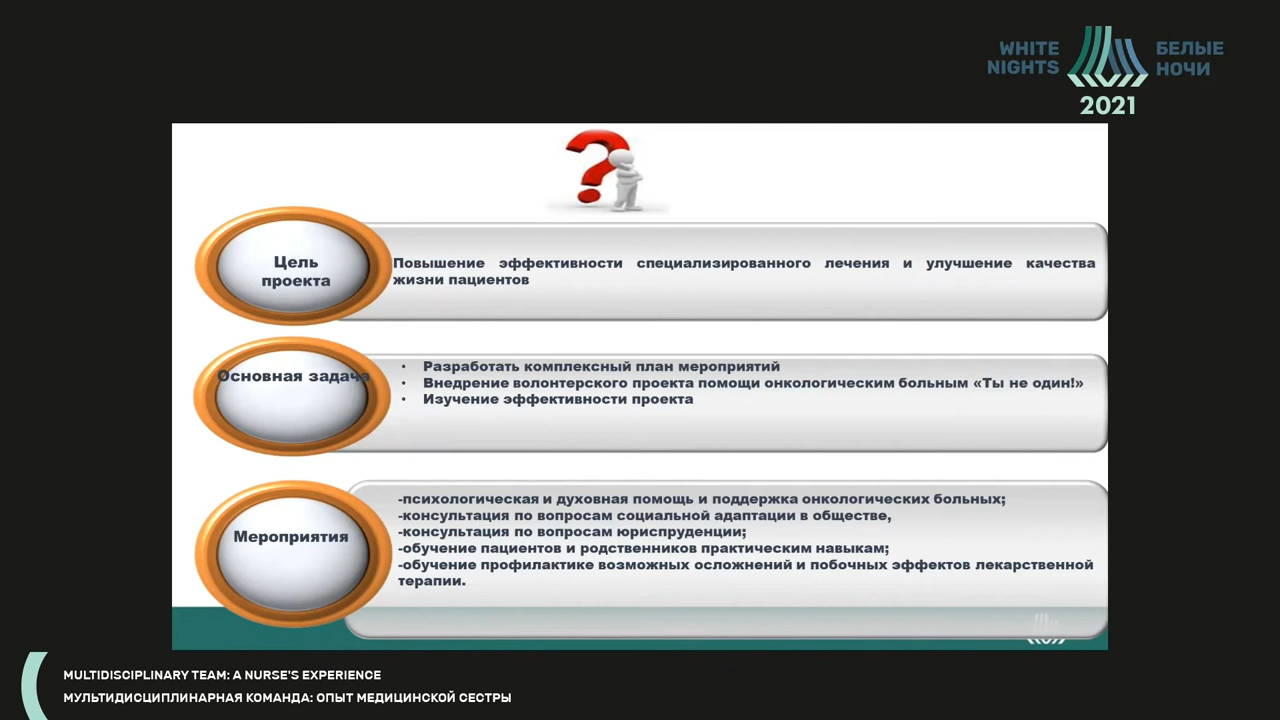 WHITE NIGHTS
БЕЛЫЕ НОЧИ
2021
Цель
проекта
Повышение эффективности специализированного лечения и улучшение качества
жизни пациентов
Основная задача
• Разработать комплексный план мероприятий
• Внедрение волонтерского проекта помощи онкологическим больным «Ты не один!»
• Изучение эффективности проекта
Мероприятия
-психологическая и духовная помощь и поддержка онкологических больных;
-консультация по вопросам социальной адаптации в обществе,
-консультация по вопросам юриспруденции;
-обучение пациентов и родственников практическим навыкам;
-обучение профилактике возможных осложнений и побочных эффектов лекарственной
терапии.
MULTIDISCIPLINARY TEAM: A NURSE'S EXPERIENCE
МУЛЬТИДИСЦИПЛИНАРНАЯ КОМАНДА: ОПЫТ МЕДИЦИНСКОЙ СЕСТРЫ